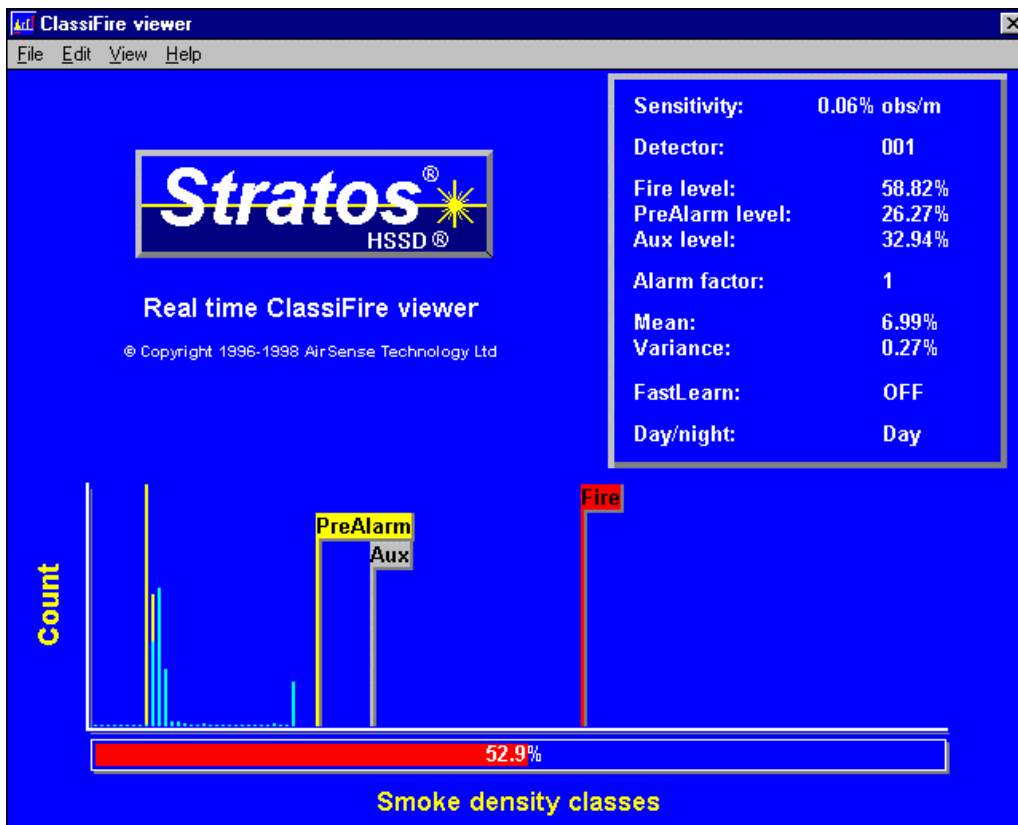 ClassiFire viewer
File Edit View Help
Stratos®
HSSD ®
Real time ClassiFire viewer
© Copyright 1996-1998 AirSense Technology Ltd
Sensitivity: 0.06% obs/m
Detector: 001
Fire level: 58.82%
PreAlarm level: 26.27%
Aux level: 32.94%
Alarm factor: 1
Mean: 6.99%
Variance: 0.27%
FastLearn: OFF
Day/night: Day
Fire
PreAlarm
Aux
Count
52.9%
Smoke density classes